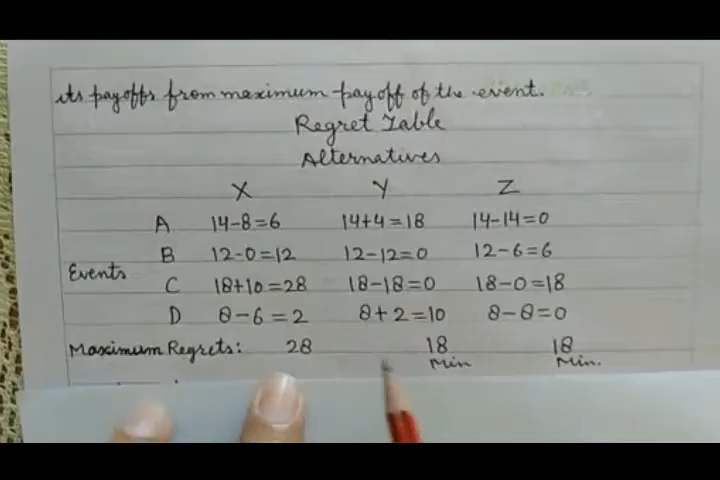 its payoffs from maximum payoff of the event.
Regret Table
Alternatives
X Y Z
A 14-8=6 14+4=18 14-14=0
B 12-0=12 12-12=0 12-6=6
Events
C 18+10=28 18-18=0 18-0=18
D 8-6=2 8+2=10 8-8=0
Maximum Regrets: 28 18 18
Min Min.